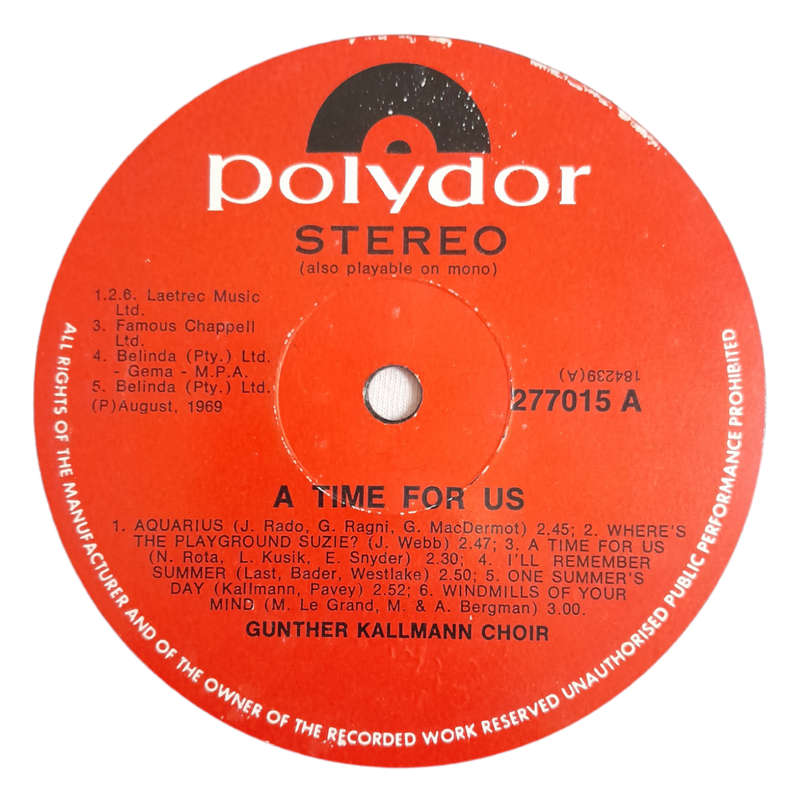 polydor
STEREO
(also playable on mono)
1.2.6. Laetrec Music
Ltd.
3. Famous Chappell
Ltd.
4. Belinda (Pty.) Ltd.
- Gema - M.P.A.
5. Belinda (Pty.) Ltd.
(P)August, 1969
184239(A)
277015 A
A TIME FOR US
1. AQUARIUS (J. Rado, G. Ragni, G. MacDermot) 2.45; 2. WHERE'S
THE PLAYGROUND SUZIE? (J. Webb) 2.47; 3. A TIME FOR US
(N. Rota, L. Kusik, E. Snyder) 2.30; 4. I'LL REMEMBER
SUMMER (Last, Bader, Westlake) 2.50; 5. ONE SUMMER'S
DAY (Kallmann, Pavey) 2.52; 6. WINDMILLS OF YOUR
MIND (M. Le Grand, M. & A. Bergman) 3.00.
GUNTHER KALLMANN CHOIR
ALL RIGHTS OF THE MANUFACTURER AND OF THE OWNER OF THE RECORDED WORK RESERVED UNAUTHORISED PUBLIC PERFORMANCE PROHIBITED